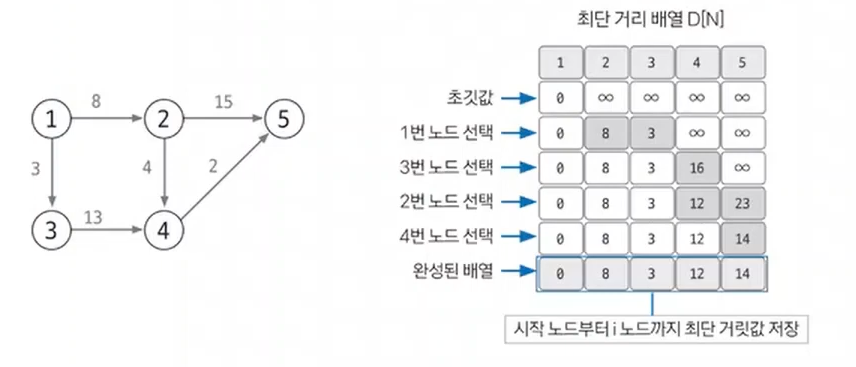 최단 거리 배열 D[N]
1 2 3 4 5
초깃값 0 ∞ ∞ ∞ ∞
1번 노드 선택 0 8 3 ∞ ∞
3번 노드 선택 0 8 3 16 ∞
2번 노드 선택 0 8 3 12 23
4번 노드 선택 0 8 3 12 14
완성된 배열 0 8 3 12 14
시작 노드부터 i 노드까지 최단 거릿값 저장
8 15
1 2 5
3 4 2
13
3 4